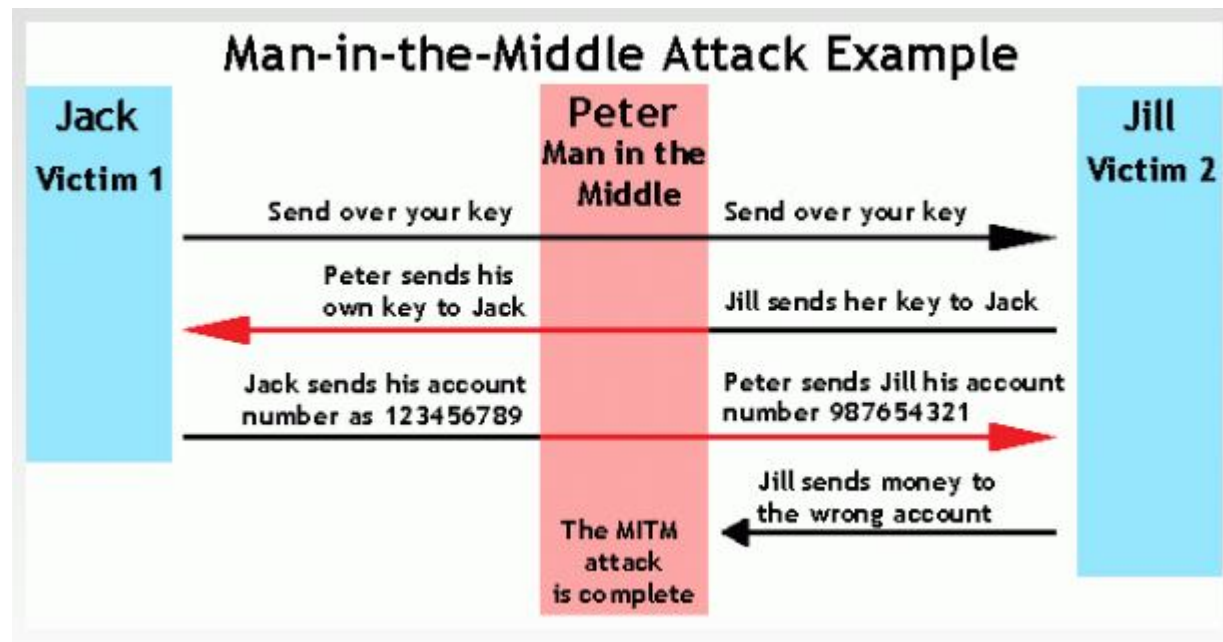 Man-in-the-Middle Attack Example
Jack
Victim 1
Peter
Man in the
Middle
Jill
Victim 2
Send over your key
Send over your key
Peter sends his
own key to Jack
Jill sends her key to Jack
Jack sends his account
number as 123456789
Peter sends Jill his account
number 987654321
Jill sends money to
the wrong account
The MITM
attack
is complete